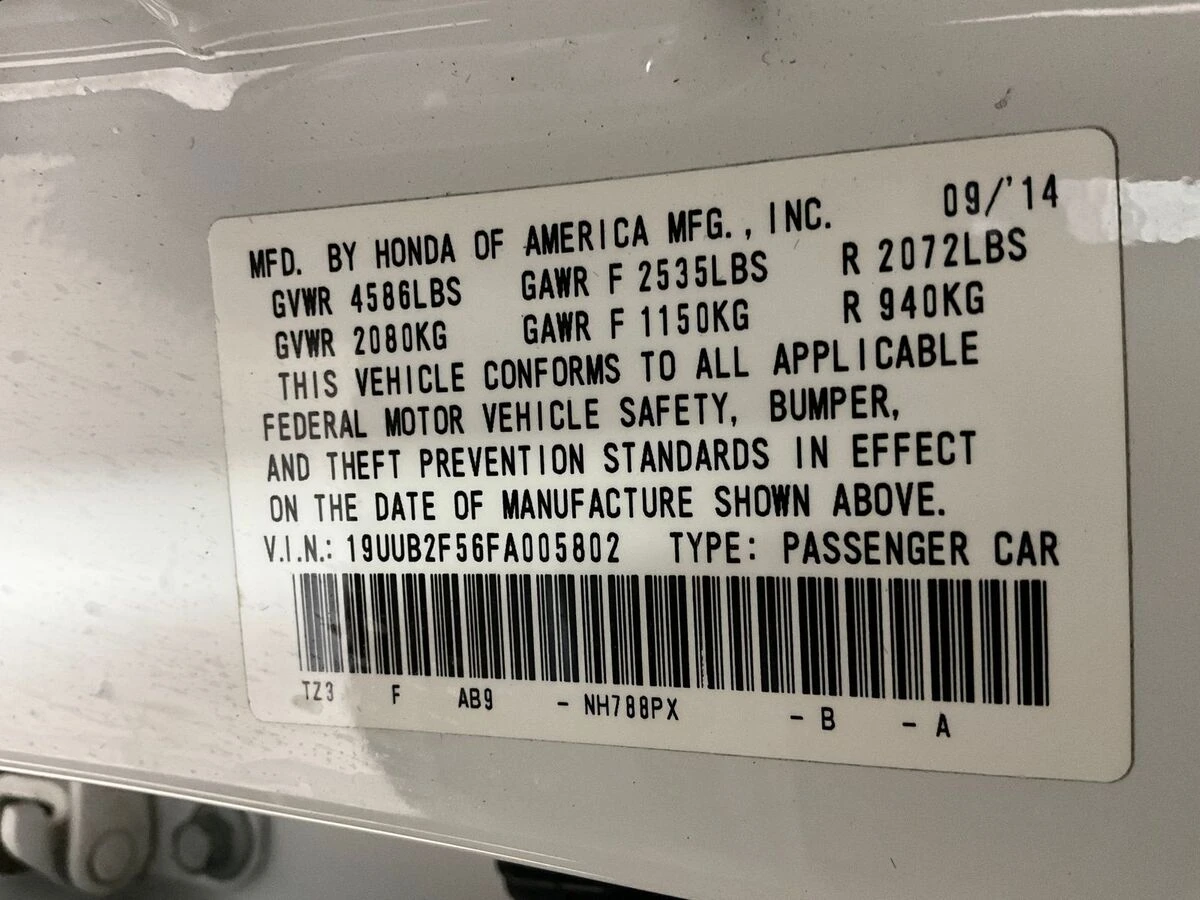 MFD. BY HONDA OF AMERICA MFG., INC. 09/'14
GVWR 4586LBS GAWR F 2535LBS R 2072LBS
GVWR 2080KG GAWR F 1150KG R 940KG
THIS VEHICLE CONFORMS TO ALL APPLICABLE
FEDERAL MOTOR VEHICLE SAFETY, BUMPER,
AND THEFT PREVENTION STANDARDS IN EFFECT
ON THE DATE OF MANUFACTURE SHOWN ABOVE.
V.I.N.: 19UUB2F56FA005802 TYPE: PASSENGER CAR
TZ3 F AB9 - NH788PX - B - A